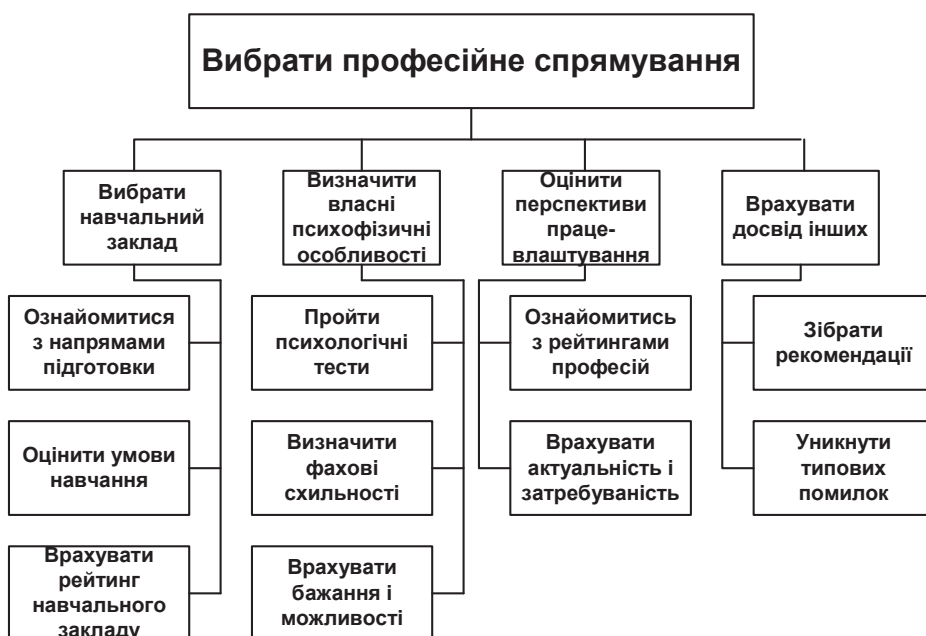 Вибрати професійне спрямування
Вибрати
навчальний
заклад
Визначити
власні
психофізичні
особливості
Оцінити
перспективи
праце-
влаштування
Врахувати
досвід інших
Ознайомитися
з напрямами
підготовки
Пройти
психологічні
тести
Ознайомитись
з рейтингами
професій
Зібрати
рекомендації
Оцінити умови
навчання
Визначити
фахові
схильності
Врахувати
актуальність і
затребуваність
Уникнути
типових
помилок
Врахувати
рейтинг
навчального
закладу
Врахувати
бажання і
можливості